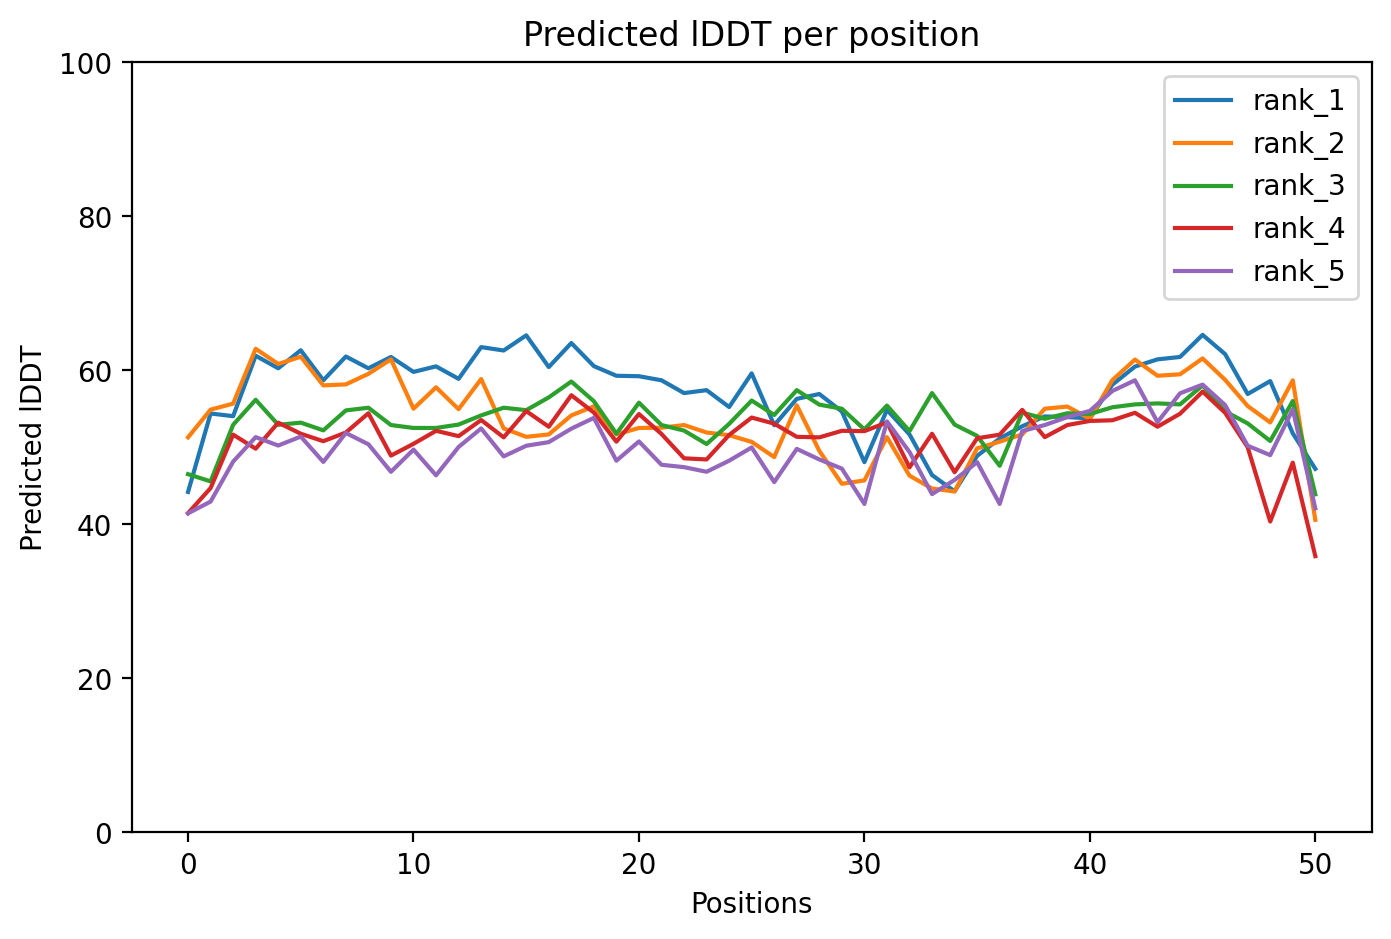 Predicted lDDT per position
100
80
60
40
20
0
Predicted lDDT
rank_1
rank_2
rank_3
rank_4
rank_5
0 10 20 30 40 50
Positions